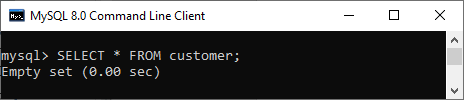 MySQL 8.0 Command Line Client
mysql> SELECT * FROM customer;
Empty set (0.00 sec)